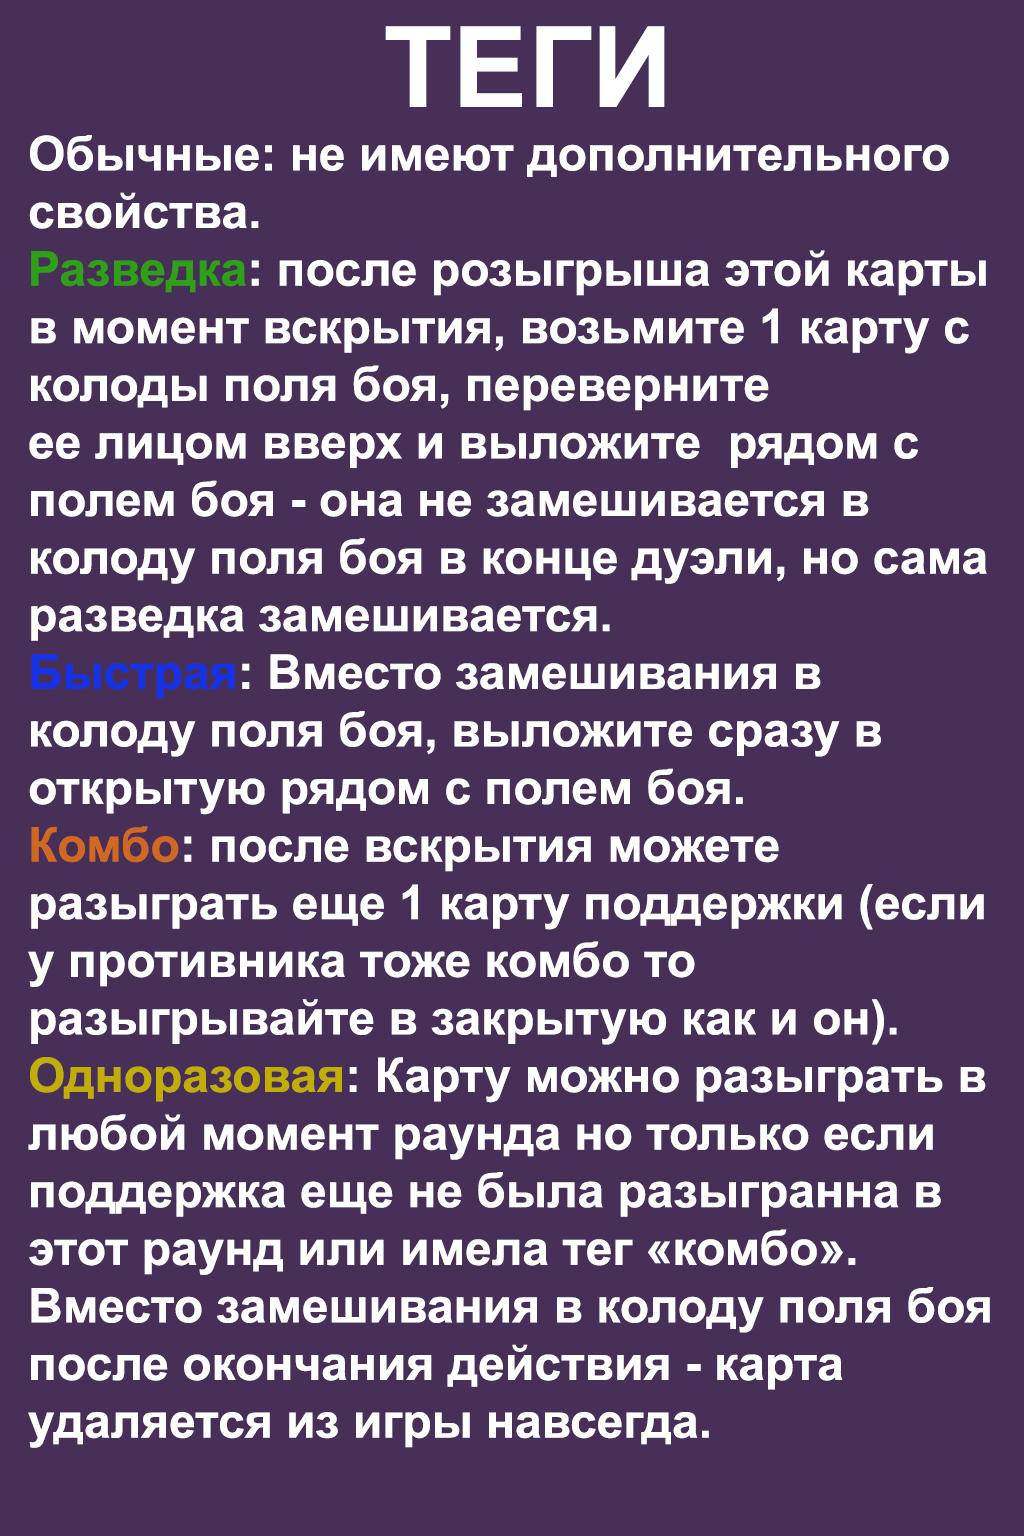 ТЕГИ
Обычные: не имеют дополнительного
свойства.
Разведка: после розыгрыша этой карты
в момент вскрытия, возьмите 1 карту с
колоды поля боя, переверните
ее лицом вверх и выложите  рядом с
полем боя - она не замешивается в
колоду поля боя в конце дуэли, но сама
разведка замешивается.
Быстрая: Вместо замешивания в
колоду поля боя, выложите сразу в
открытую рядом с полем боя.
Комбо: после вскрытия можете
разыграть еще 1 карту поддержки (если
у противника тоже комбо то
разыгрывайте в закрытую как и он).
Одноразовая: Карту можно разыграть в
любой момент раунда но только если
поддержка еще не была разыгранна в
этот раунд или имела тег «комбо».
Вместо замешивания в колоду поля боя
после окончания действия - карта
удаляется из игры навсегда.